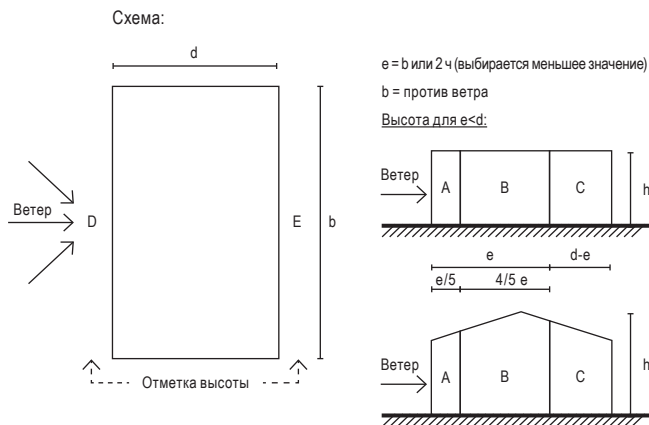 Схема:
d
e = b или 2 ч (выбирается меньшее значение)
b = против ветра
Высота для e<d:
Ветер
D
E
b
Отметка высоты
Ветер
A
B
C
h
e
d-e
e/5
4/5 e
Ветер
A
B
C
h